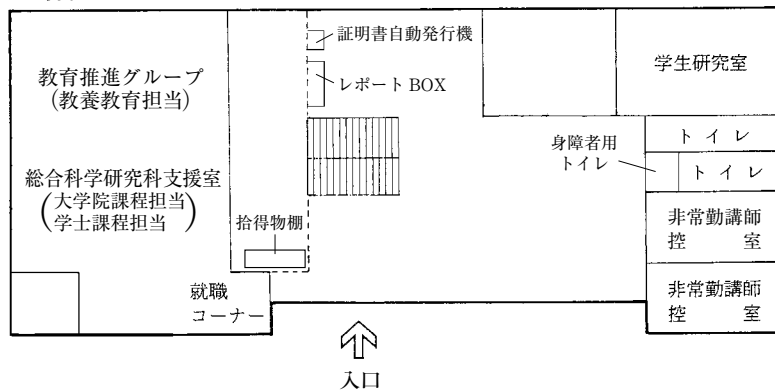 証明書自動発行機
レポート BOX
教育推進グループ
(教養教育担当)
学生研究室
身障者用
トイレ
トイレ
トイレ
総合科学研究科支援室
(大学院課程担当)
(学士課程担当)
拾得物棚
非常勤講師
控室
就職
コーナー
非常勤講師
控室
入口